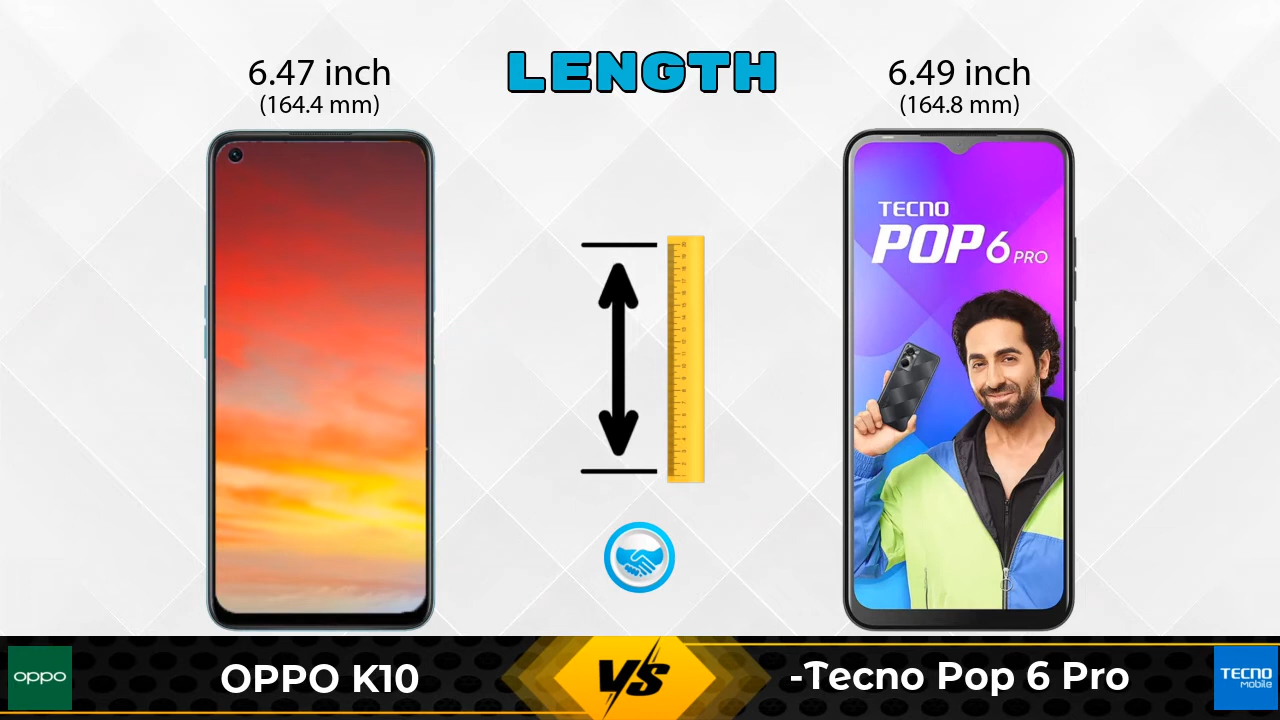 LENGTH
6.47 inch
(164.4 mm)
6.49 inch
(164.8 mm)
TECNO
POP 6 PRO
oppo
OPPO K10
VS
-Tecno Pop 6 Pro
TECNO
mobile